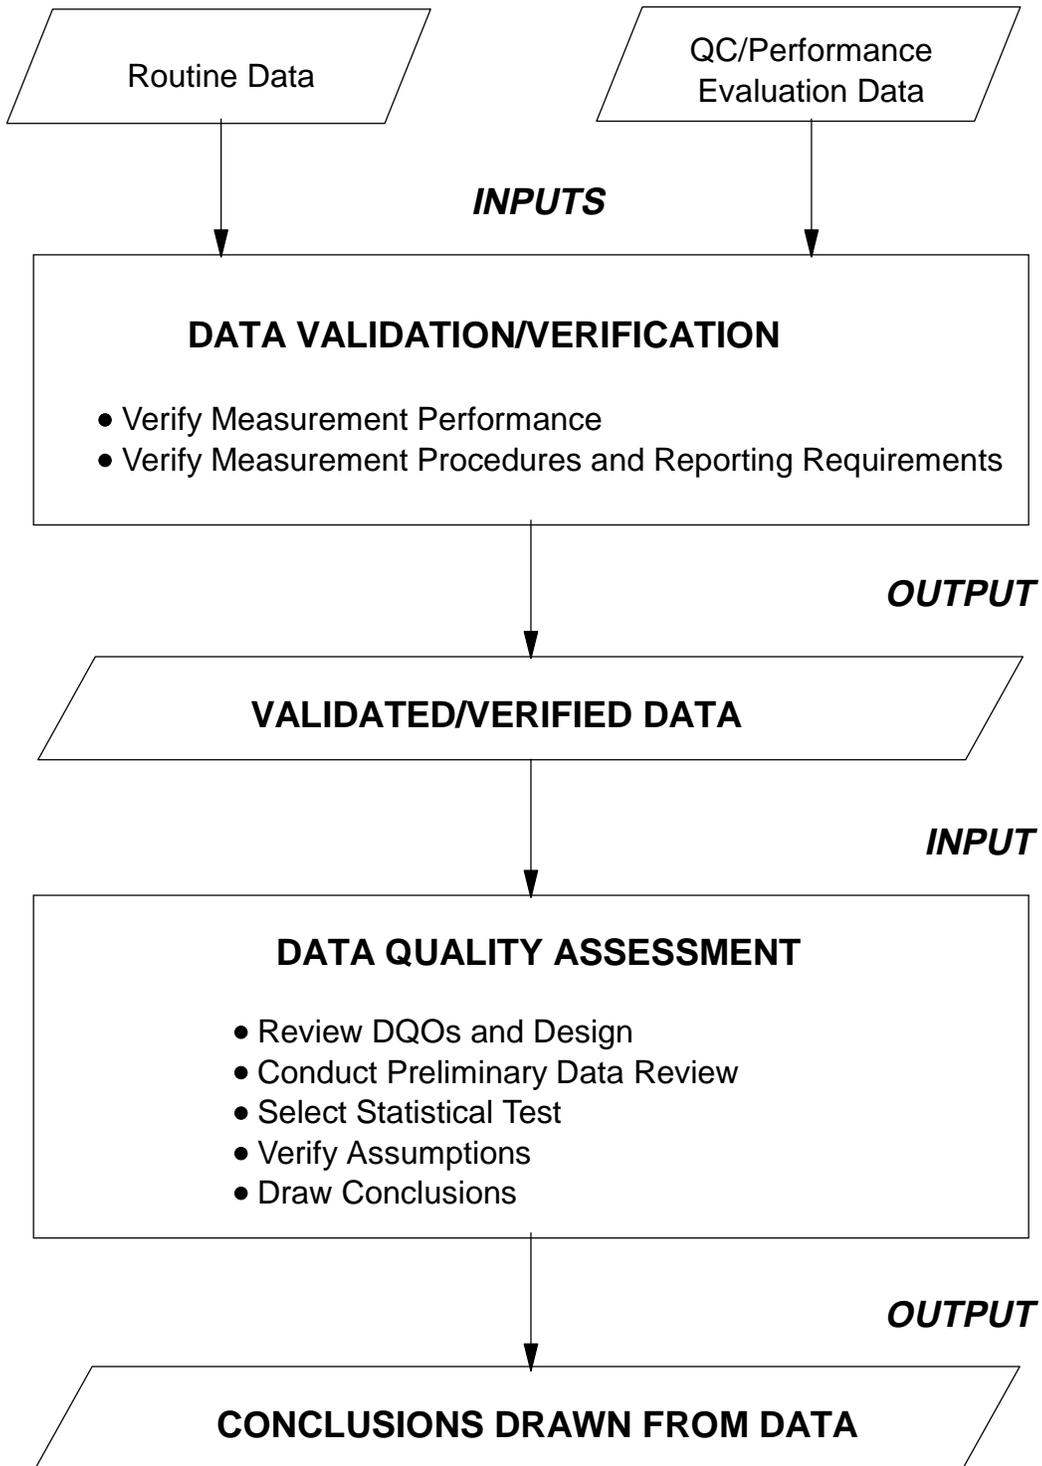 Routine Data
QC/Performance
Evaluation Data
INPUTS
DATA VALIDATION/VERIFICATION
● Verify Measurement Performance
● Verify Measurement Procedures and Reporting Requirements
OUTPUT
VALIDATED/VERIFIED DATA
INPUT
DATA QUALITY ASSESSMENT
● Review DQOs and Design
● Conduct Preliminary Data Review
● Select Statistical Test
● Verify Assumptions
● Draw Conclusions
OUTPUT
CONCLUSIONS DRAWN FROM DATA